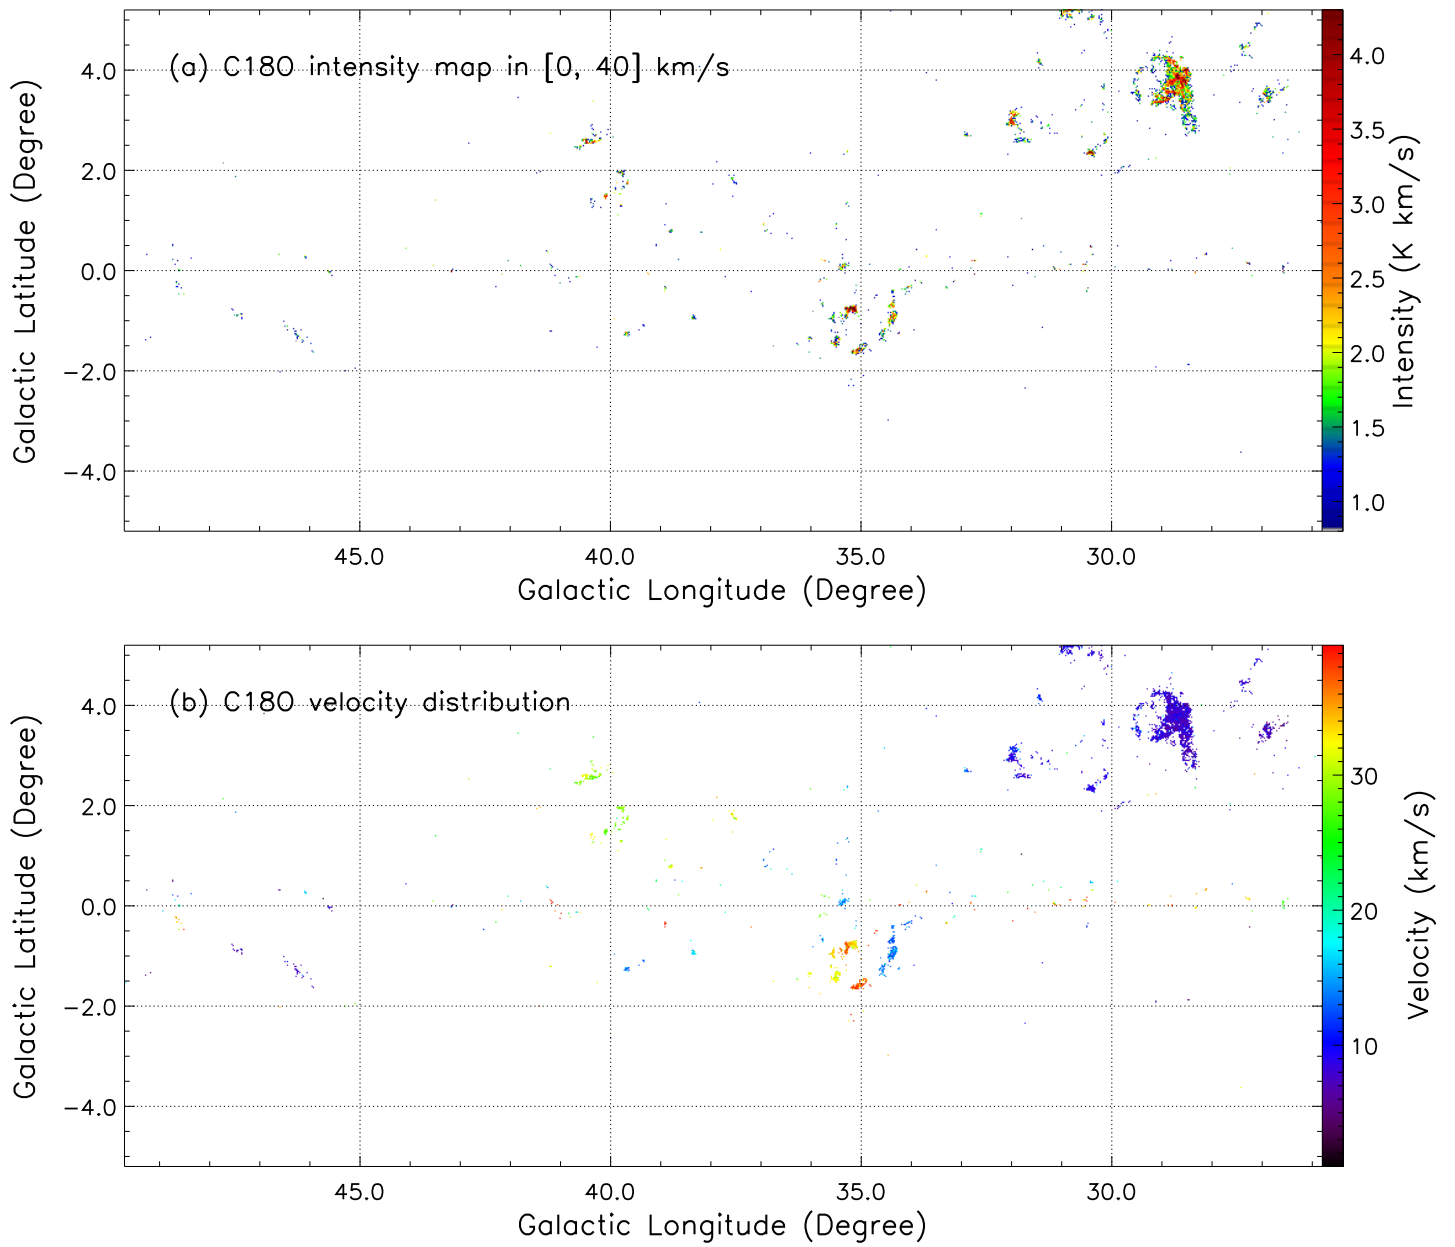 (a) C18O intensity map in [0, 40] km/s
4.0
2.0
0.0
−2.0
−4.0
Galactic Latitude (Degree)
45.0 40.0 35.0 30.0
Galactic Longitude (Degree)
4.0
3.5
3.0
2.5
2.0
1.5
1.0
Intensity (K km/s)
(b) C18O velocity distribution
4.0
2.0
0.0
−2.0
−4.0
Galactic Latitude (Degree)
45.0 40.0 35.0 30.0
Galactic Longitude (Degree)
30
20
10
Velocity (km/s)